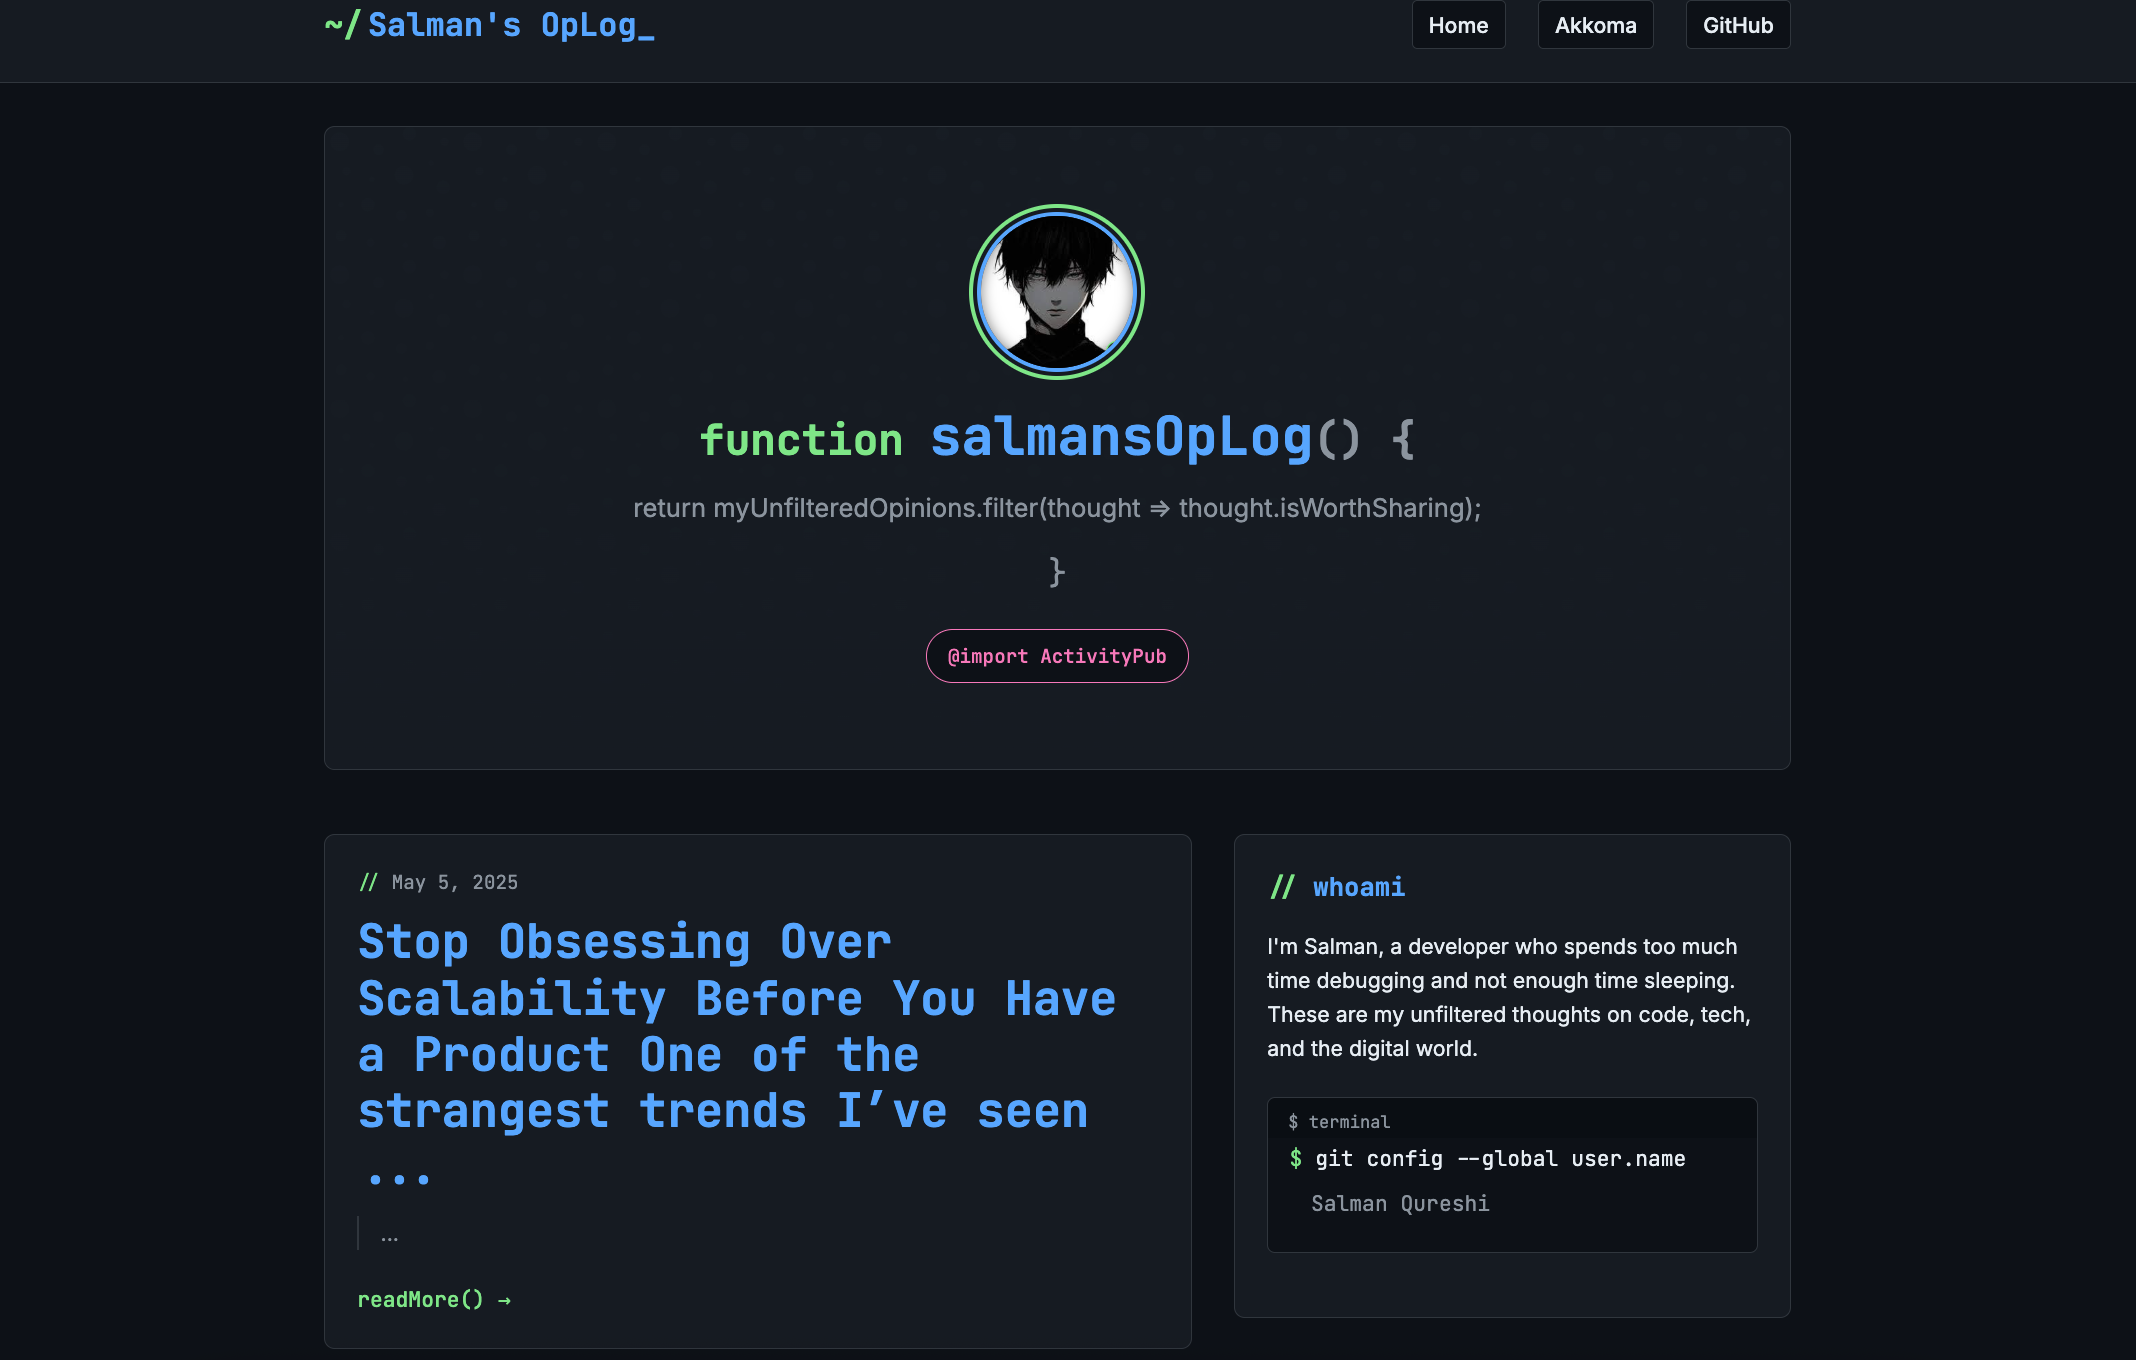 ~/Salman's OpLog_
Home
Akkoma
GitHub
function salmansOpLog() {
return myUnfilteredOpinions.filter(thought => thought.isWorthSharing);
}
@import ActivityPub
// May 5, 2025
Stop Obsessing Over
Scalability Before You Have
a Product One of the
strangest trends I’ve seen
...
...
readMore() →
// whoami
I'm Salman, a developer who spends too much
time debugging and not enough time sleeping.
These are my unfiltered thoughts on code, tech,
and the digital world.
$ terminal
$ git config --global user.name
Salman Qureshi